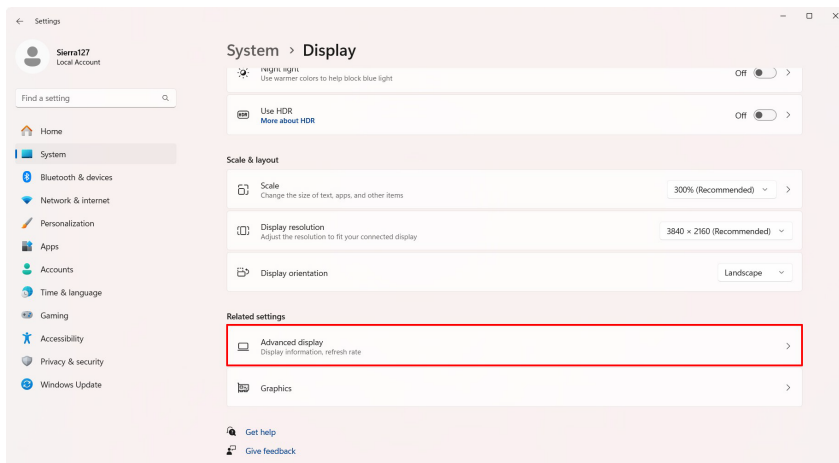 Settings
Sierra127
Local Account
Find a setting
Home
System
Bluetooth & devices
Network & internet
Personalization
Apps
Accounts
Time & language
Gaming
Accessibility
Privacy & security
Windows Update
System > Display
Night light
Use warmer colors to help block blue light
Off
HDR
Use HDR
More about HDR
Off
Scale & layout
Scale
Change the size of text, apps, and other items
300% (Recommended)
Display resolution
Adjust the resolution to fit your connected display
3840 × 2160 (Recommended)
Display orientation
Landscape
Related settings
Advanced display
Display information, refresh rate
Graphics
Get help
Give feedback